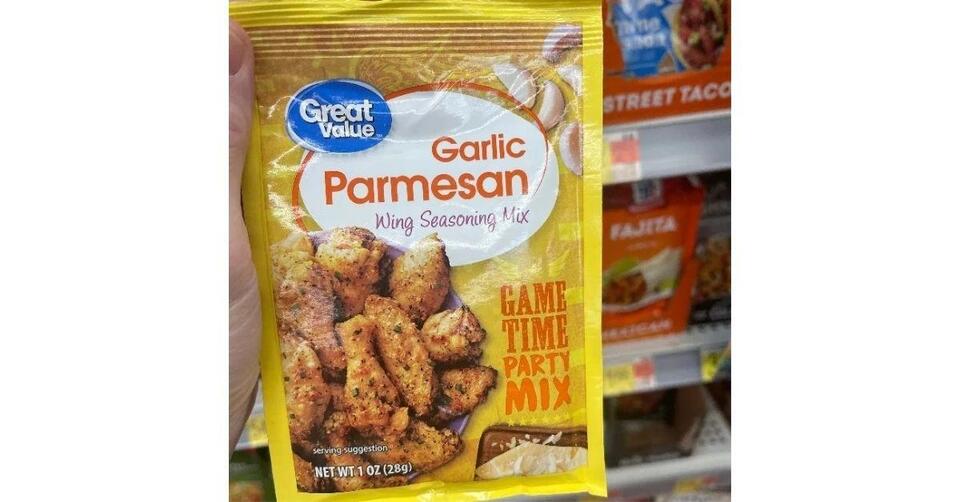 Great
Value
Garlic
Parmesan
Wing Seasoning Mix
GAME
TIME
PARTY
MIX
serving suggestion
NET WT 1 OZ (28g)
STREET TACO
FAJITA